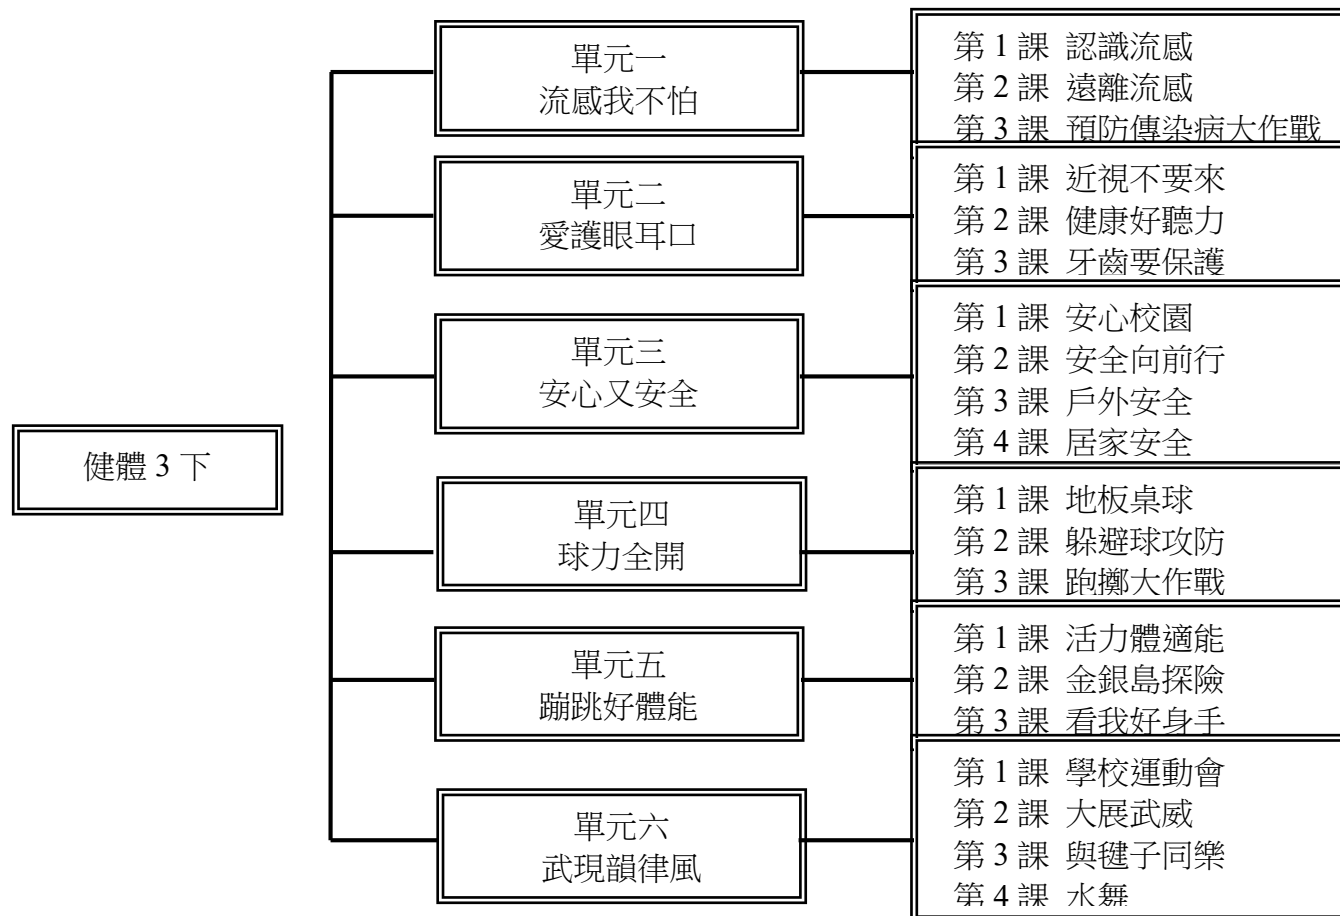 健體 3 下
單元一
流感我不怕
第 1 課 認識流感
第 2 課 遠離流感
第 3 課 預防傳染病大作戰
單元二
愛護眼耳口
第 1 課 近視不要來
第 2 課 健康好聽力
第 3 課 牙齒要保護
單元三
安心又安全
第 1 課 安心校園
第 2 課 安全向前行
第 3 課 戶外安全
第 4 課 居家安全
單元四
球力全開
第 1 課 地板桌球
第 2 課 躲避球攻防
第 3 課 跑擲大作戰
單元五
蹦跳好體能
第 1 課 活力體適能
第 2 課 金銀島探險
第 3 課 看我好身手
單元六
武現韻律風
第 1 課 學校運動會
第 2 課 大展武威
第 3 課 與毽子同樂
第 4 課 水舞